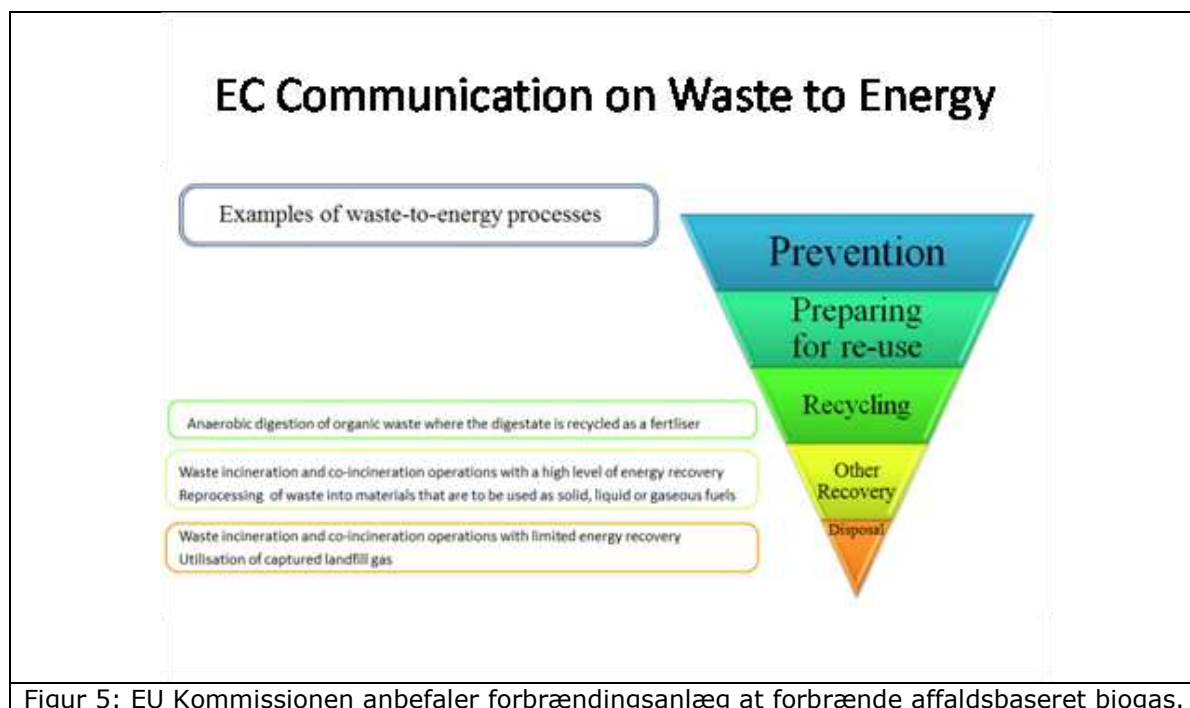 EC Communication on Waste to Energy
Examples of waste-to-energy processes
Prevention
Preparing
for re-use
Recycling
Other
Recovery
Disposal
Anaerobic digestion of organic waste where the digestate is recycled as a fertliser
Waste incineration and co-incineration operations with a high level of energy recovery
Reprocessing of waste into materials that are to be used as solid, liquid or gaseous fuels
Waste incineration and co-incineration operations with limited energy recovery
Utilisation of captured landfill gas
Figur 5: EU Kommissionen anbefaler forbrændingsanlæg at forbrænde affaldsbaseret biogas.